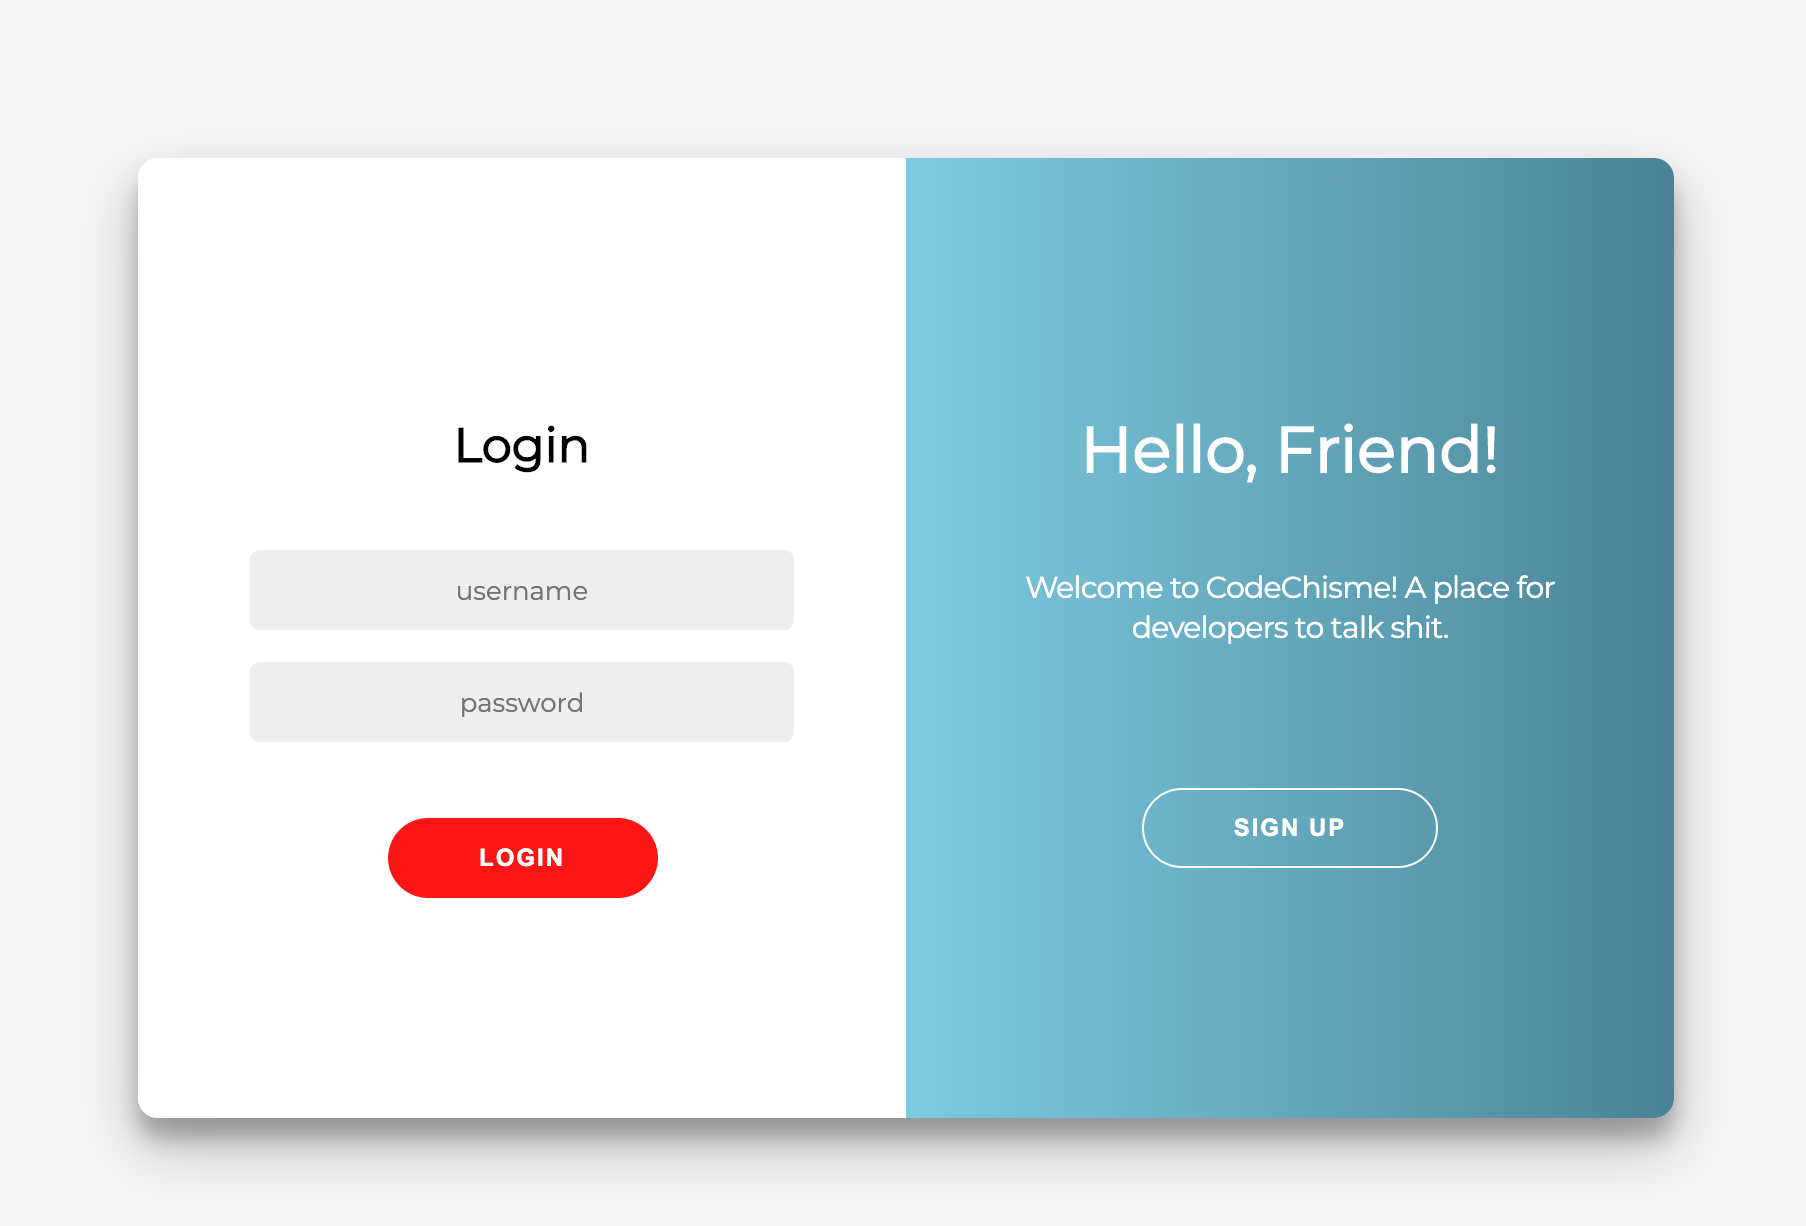 Login
username
password
LOGIN
Hello, Friend!
Welcome to CodeChisme! A place for
developers to talk shit.
SIGN UP